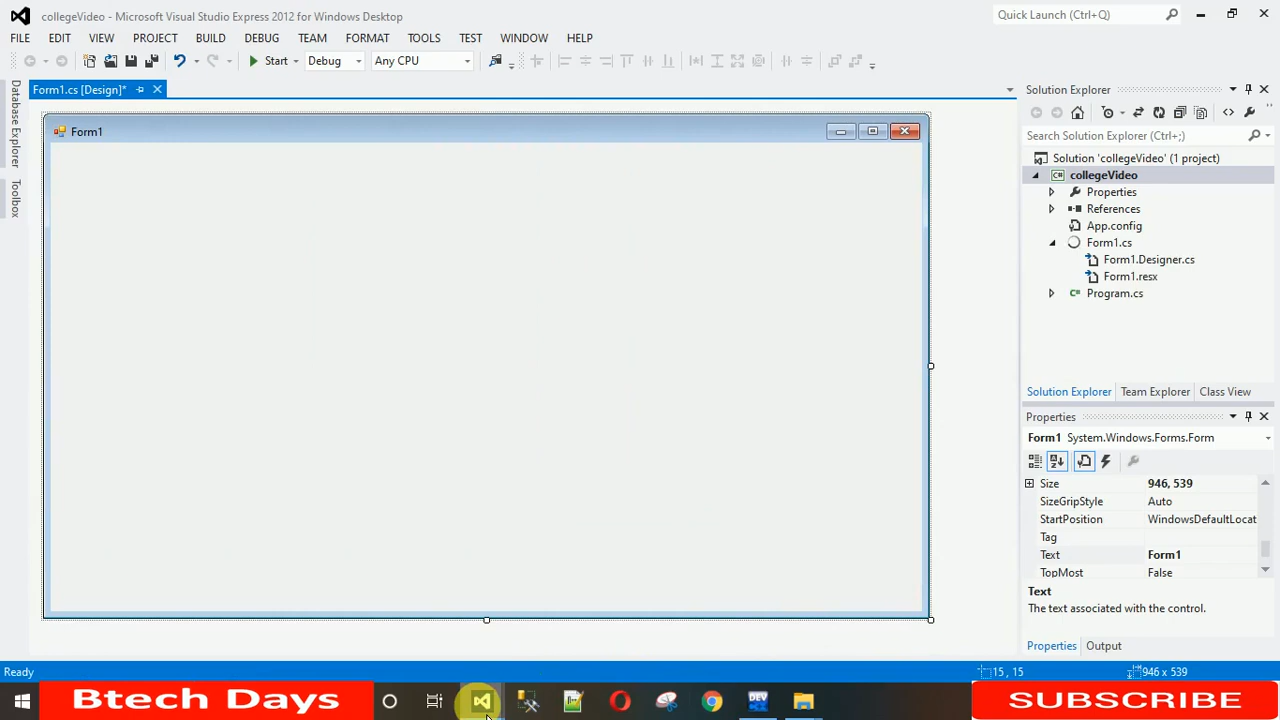 collegeVideo - Microsoft Visual Studio Express 2012 for Windows Desktop
Quick Launch (Ctrl+Q)
FILE EDIT VIEW PROJECT BUILD DEBUG TEAM FORMAT TOOLS TEST WINDOW HELP
Start Debug Any CPU
Database Explorer
Toolbox
Form1.cs [Design]*
Form1
Solution Explorer
Search Solution Explorer (Ctrl+;)
Solution 'collegeVideo' (1 project)
collegeVideo
Properties
References
App.config
Form1.cs
Form1.Designer.cs
Form1.resx
Program.cs
Solution Explorer Team Explorer Class View
Properties
Form1 System.Windows.Forms.Form
Size 946, 539
SizeGripStyle Auto
StartPosition WindowsDefaultLocat
Tag
Text Form1
TopMost False
Text
The text associated with the control.
Properties Output
Ready
15, 15
946 x 539
Btech Days
DEV
SUBSCRIBE